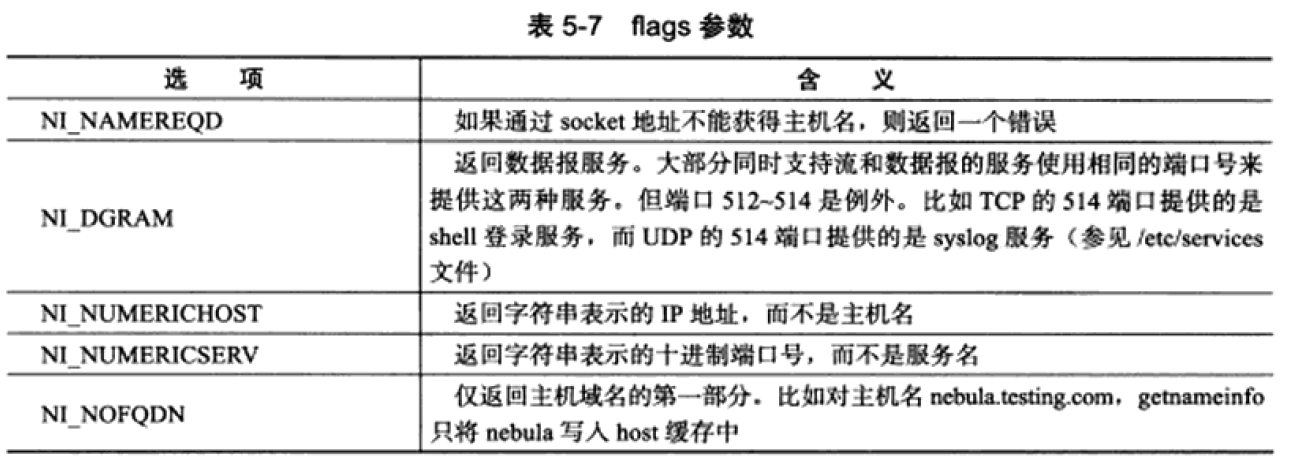 表 5-7 flags 参数
选 项 含 义
NI_NAMEREQD 如果通过 socket 地址不能获得主机名，则返回一个错误
NI_DGRAM 返回数据报服务。大部分同时支持流和数据报的服务使用相同的端口号来
提供这两种服务。但端口 512~514 是例外。比如 TCP 的 514 端口提供的是
shell 登录服务，而 UDP 的 514 端口提供的是 syslog 服务（参见 /etc/services
文件）
NI_NUMERICHOST 返回字符串表示的 IP 地址，而不是主机名
NI_NUMERICSERV 返回字符串表示的十进制端口号，而不是服务名
NI_NOFQDN 仅返回主机域名的第一部分。比如对主机名 nebula.testing.com，getnameinfo
只将 nebula 写入 host 缓存中